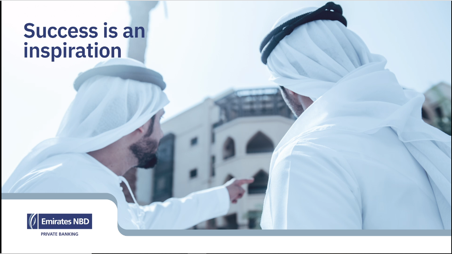 Success is an
inspiration
Emirates NBD
PRIVATE BANKING